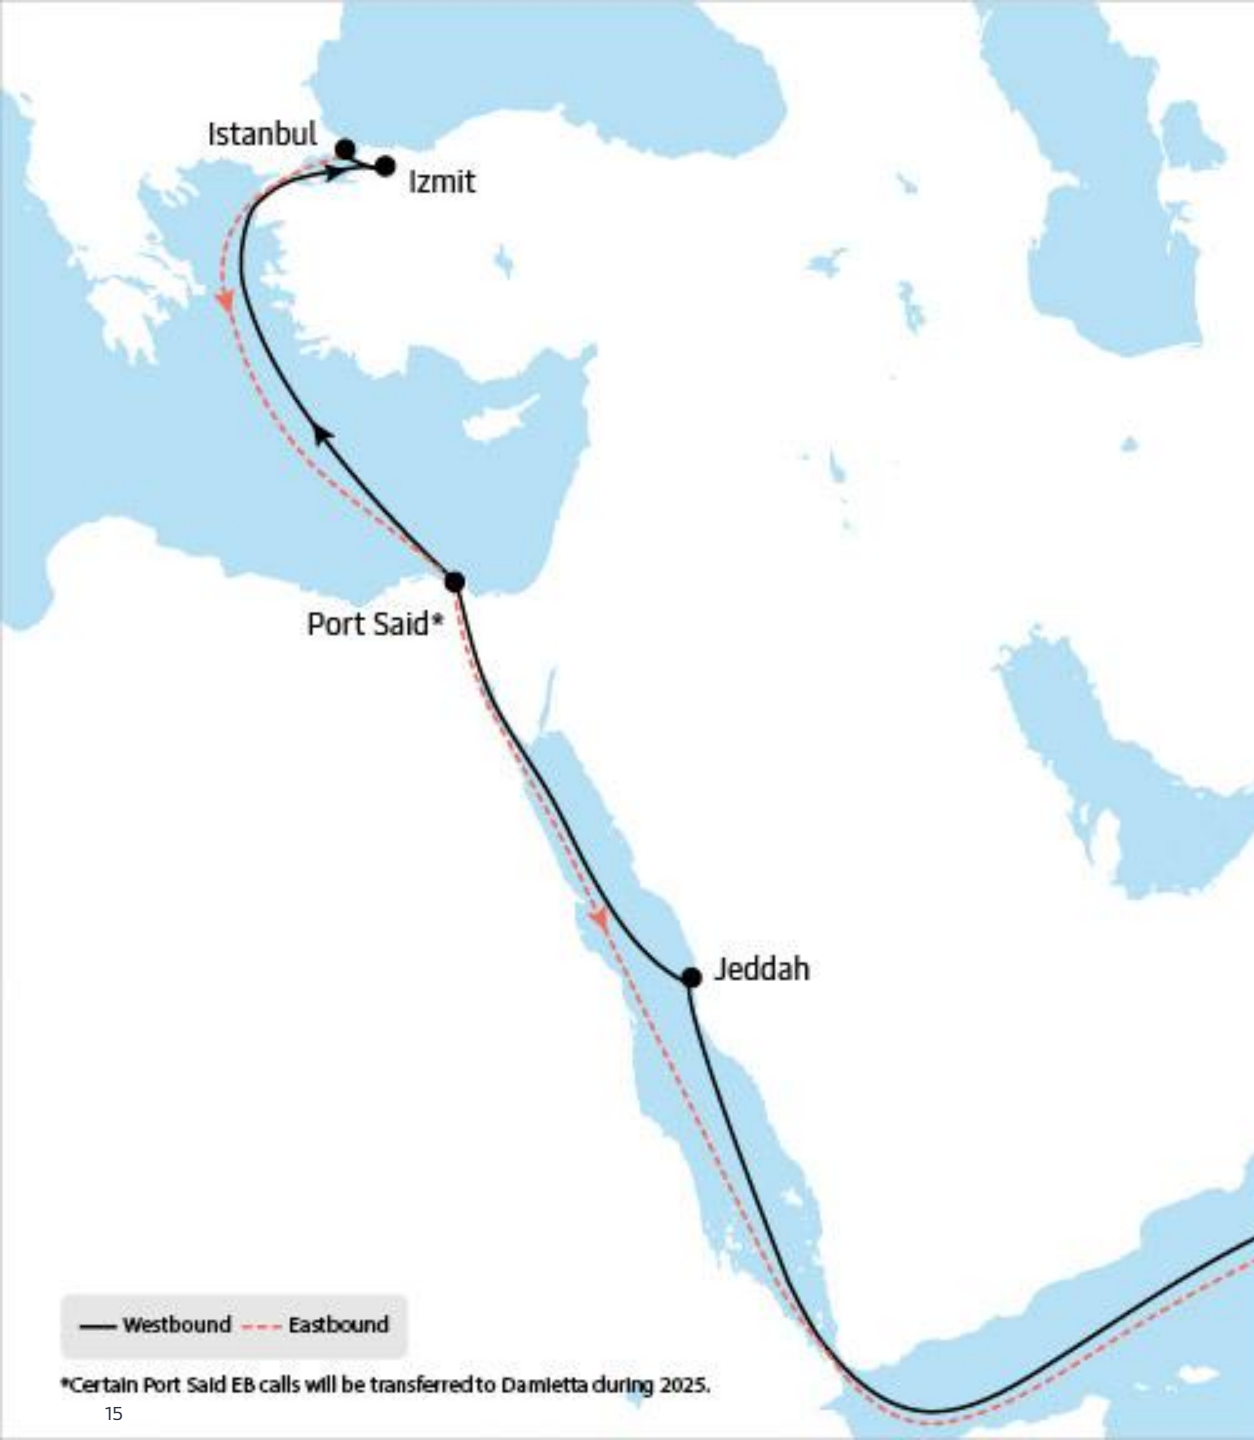 Istanbul
Izmit
Port Said*
Jeddah
Westbound Eastbound
*Certain Port Said EB calls will be transferred to Damietta during 2025.
15